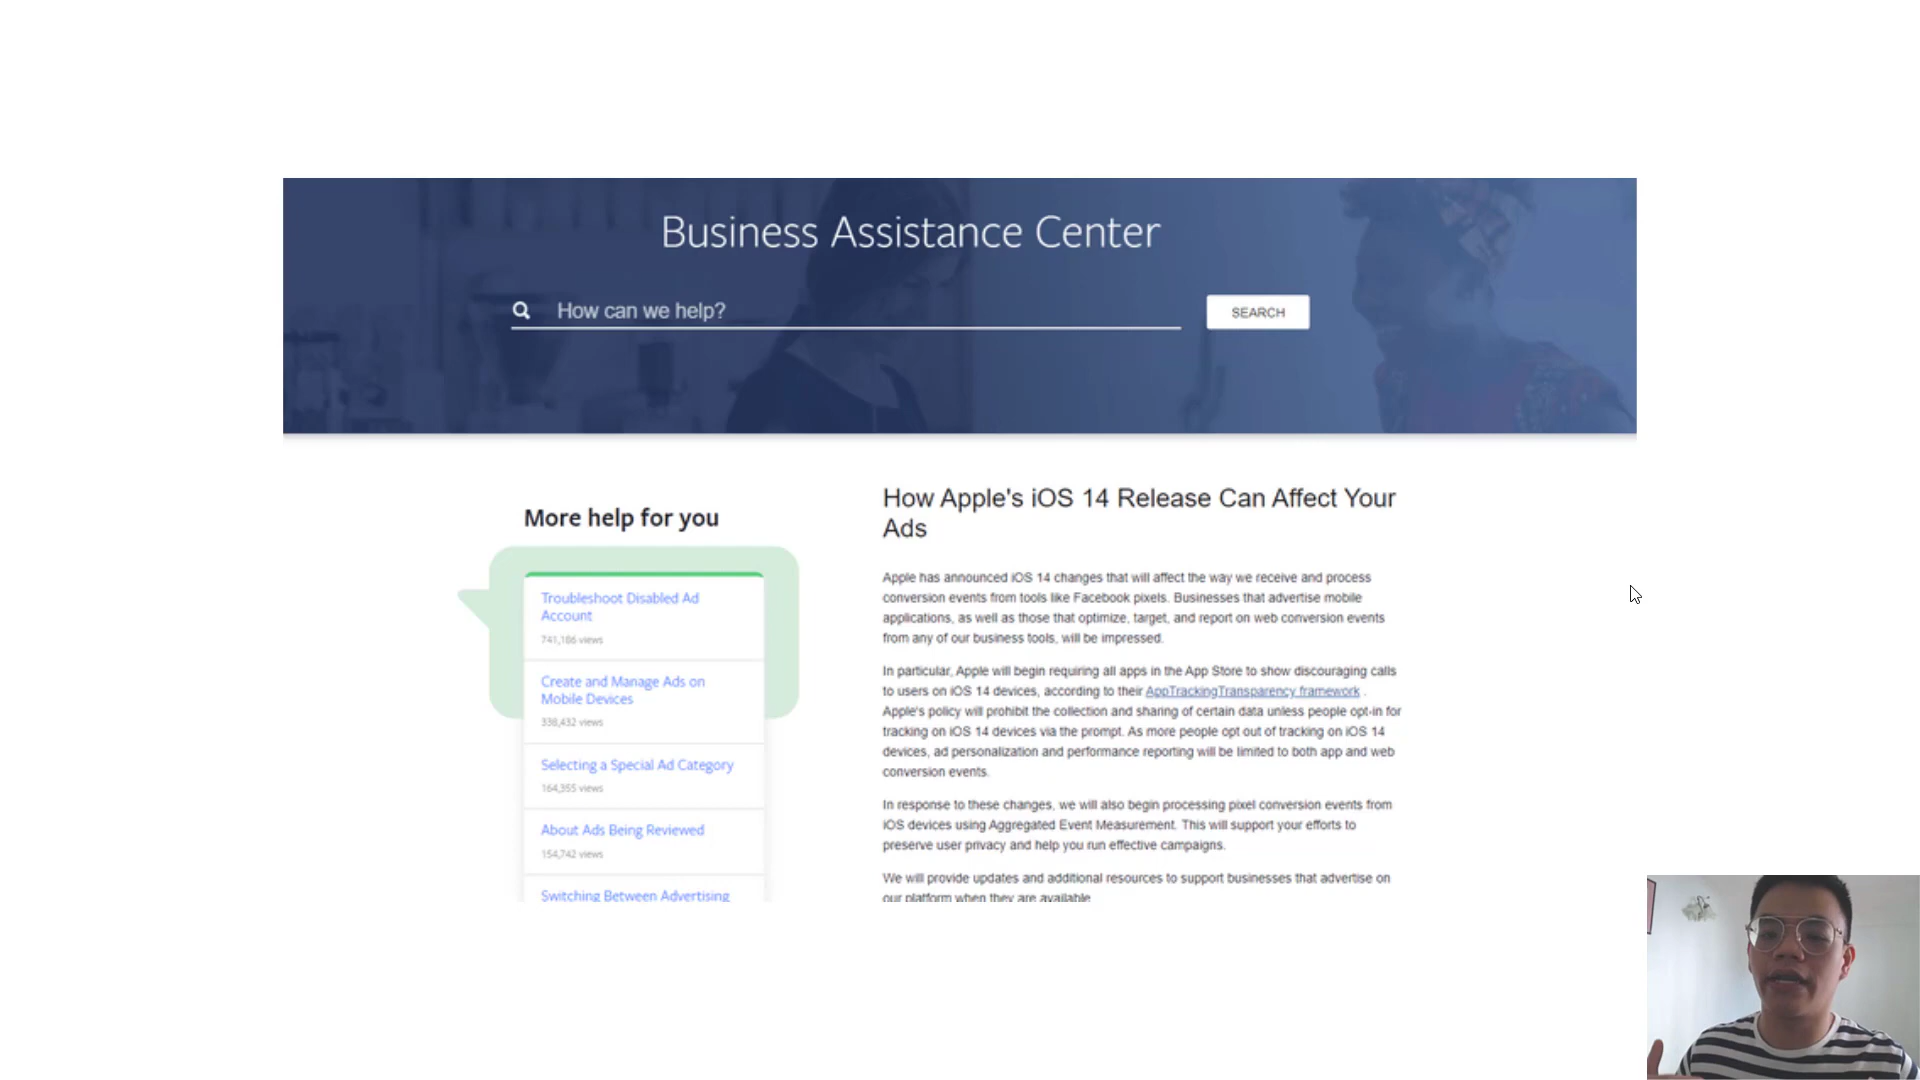 Business Assistance Center
How can we help?
SEARCH
More help for you
Troubleshoot Disabled Ad
Account
741,186 views
Create and Manage Ads on
Mobile Devices
338,432 views
Selecting a Special Ad Category
164,355 views
About Ads Being Reviewed
154,742 views
Switching Between Advertising
How Apple's iOS 14 Release Can Affect Your
Ads
Apple has announced iOS 14 changes that will affect the way we receive and process
conversion events from tools like Facebook pixels. Businesses that advertise mobile
applications, as well as those that optimize, target, and report on web conversion events
from any of our business tools, will be impressed.
In particular, Apple will begin requiring all apps in the App Store to show discouraging calls
to users on iOS 14 devices, according to their AppTrackingTransparency framework .
Apple's policy will prohibit the collection and sharing of certain data unless people opt-in for
tracking on iOS 14 devices via the prompt. As more people opt out of tracking on iOS 14
devices, ad personalization and performance reporting will be limited to both app and web
conversion events.
In response to these changes, we will also begin processing pixel conversion events from
iOS devices using Aggregated Event Measurement. This will support your efforts to
preserve user privacy and help you run effective campaigns.
We will provide updates and additional resources to support businesses that advertise on
our platform when they are available